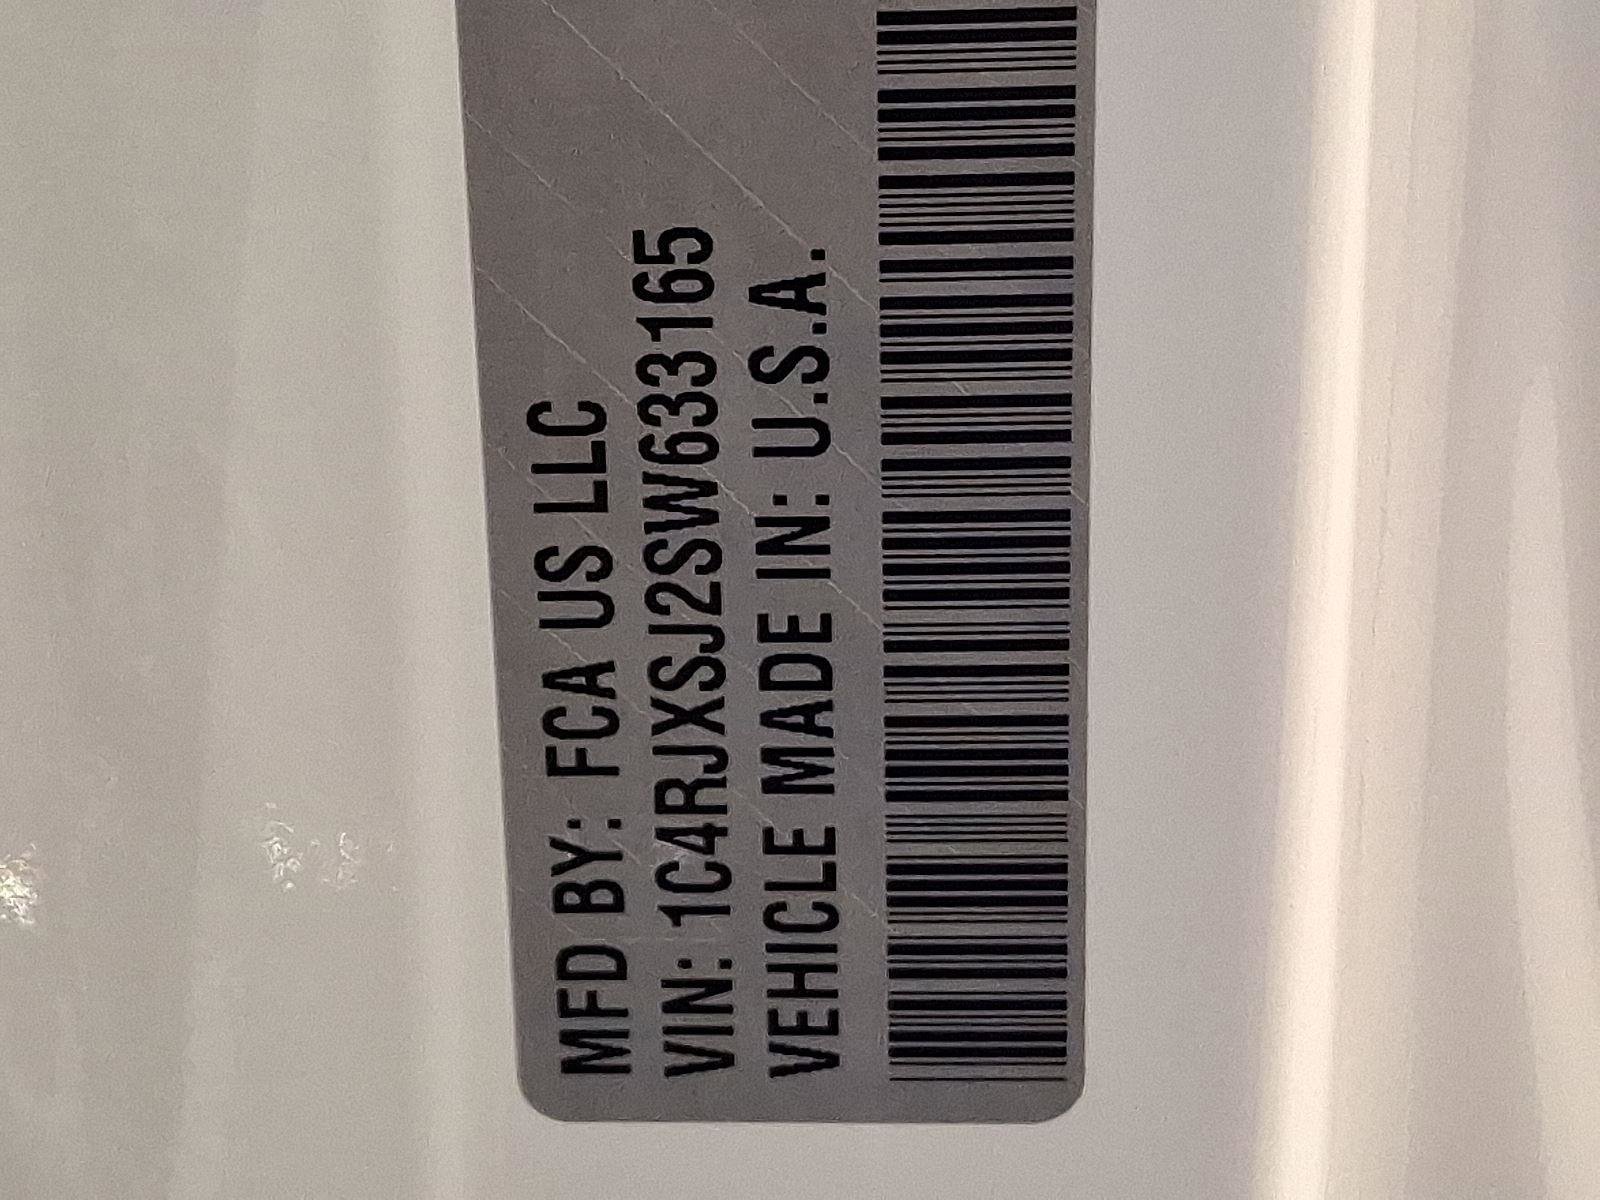 MFD BY: FCA US LLC
VIN: 1C4RJXSJ2SW633165
VEHICLE MADE IN: U.S.A.